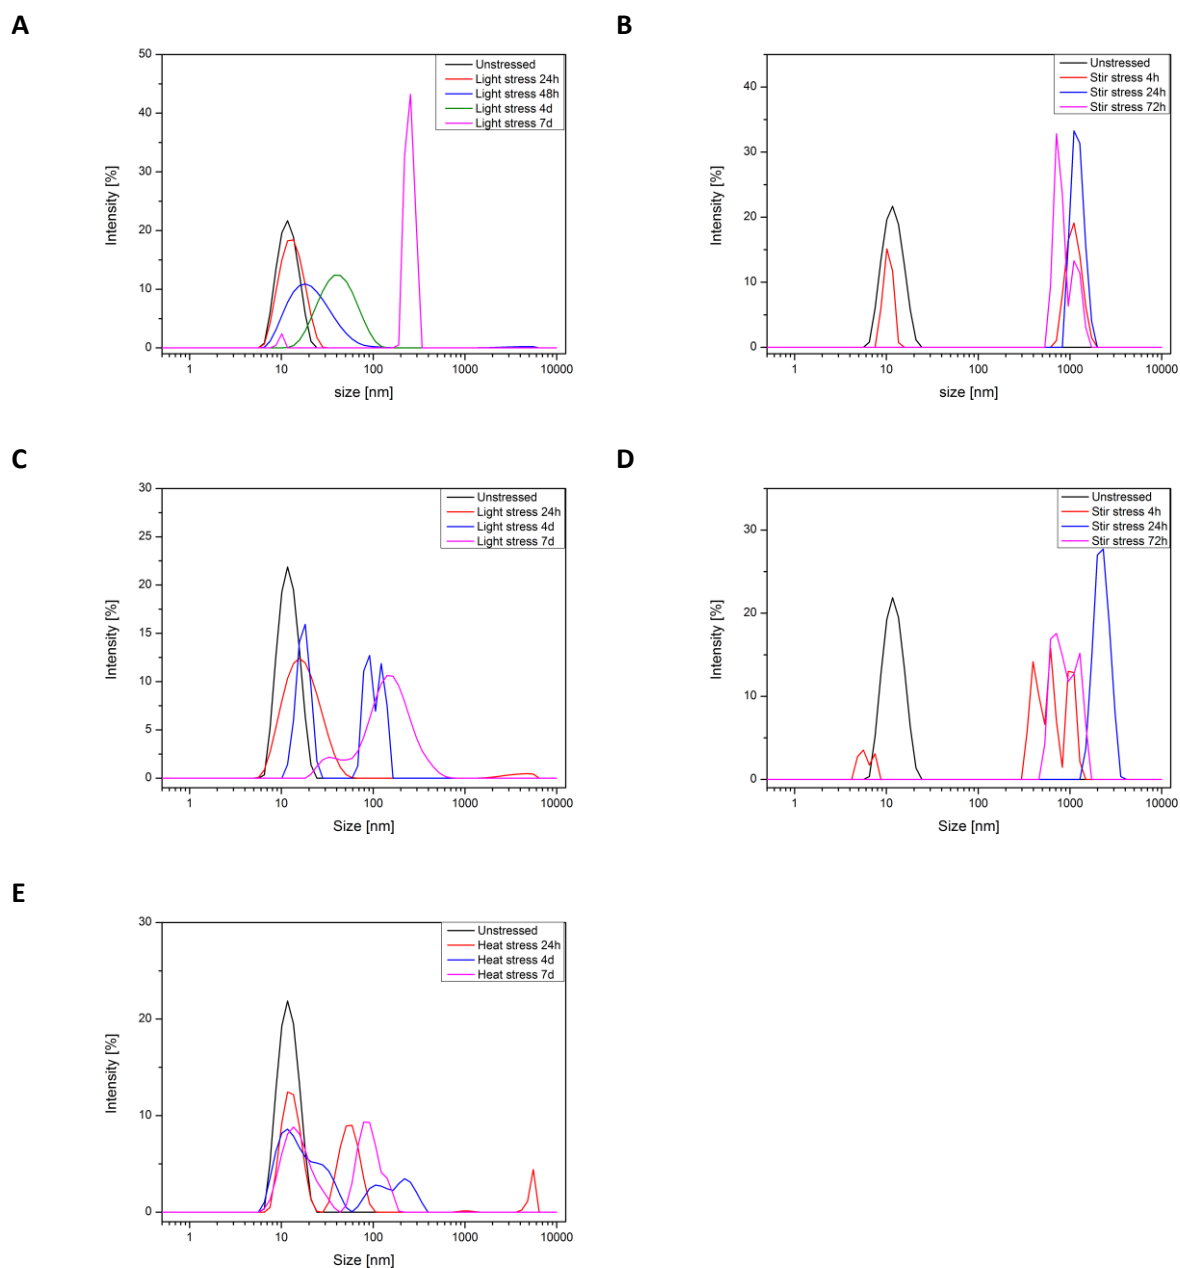 A
50
40
30
20
10
0
Intensity [%]
Unstressed
Light stress 24h
Light stress 48h
Light stress 4d
Light stress 7d
1 10 100 1000 10000
size [nm]
B
40
30
20
10
0
Intensity [%]
Unstressed
Stir stress 4h
Stir stress 24h
Stir stress 72h
1 10 100 1000 10000
size [nm]
C
30
25
20
15
10
5
0
Intensity [%]
Unstressed
Light stress 24h
Light stress 4d
Light stress 7d
1 10 100 1000 10000
Size [nm]
D
30
20
10
0
Intensity [%]
Unstressed
Stir stress 4h
Stir stress 24h
Stir stress 72h
1 10 100 1000 10000
Size [nm]
E
30
20
10
0
Intensity [%]
Unstressed
Heat stress 24h
Heat stress 4d
Heat stress 7d
1 10 100 1000 10000
Size [nm]